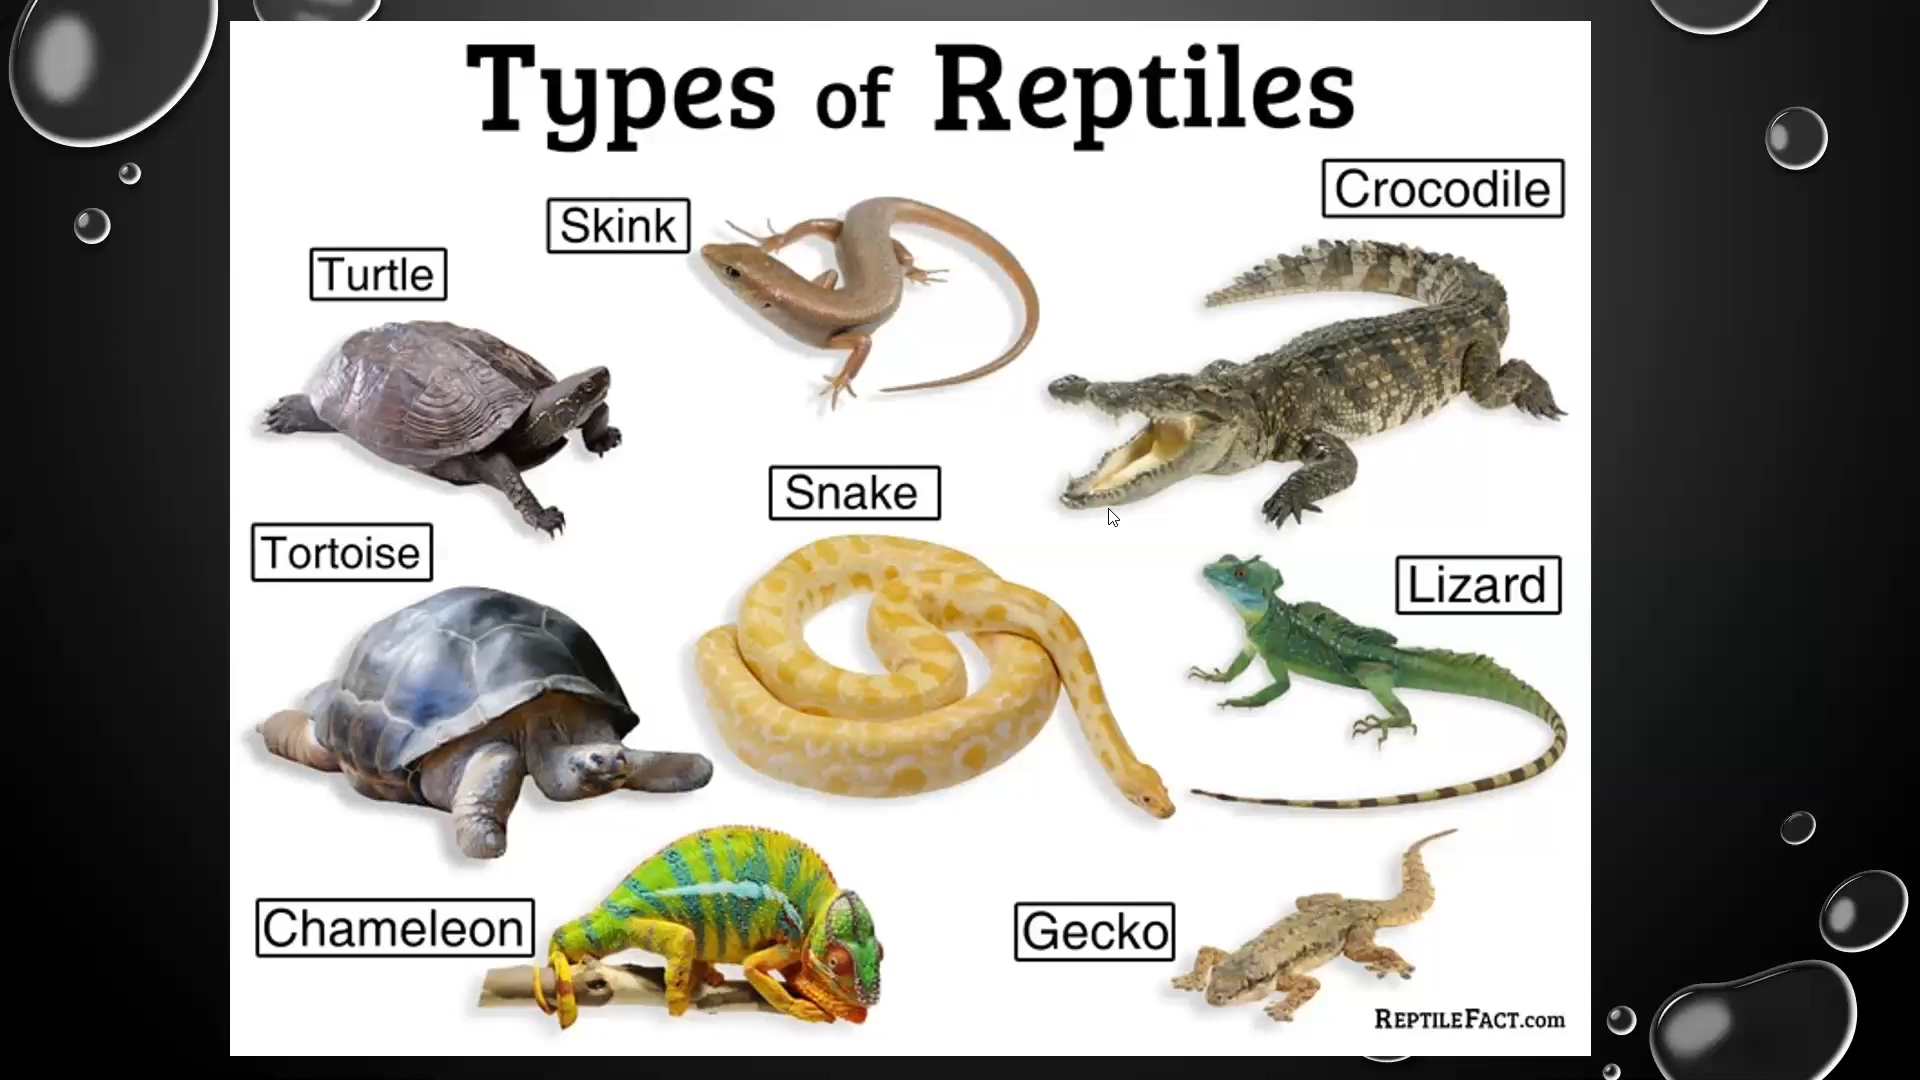 Types of Reptiles
Crocodile
Skink
Turtle
Snake
Tortoise
Lizard
Chameleon
Gecko
REPTILEFACT.com